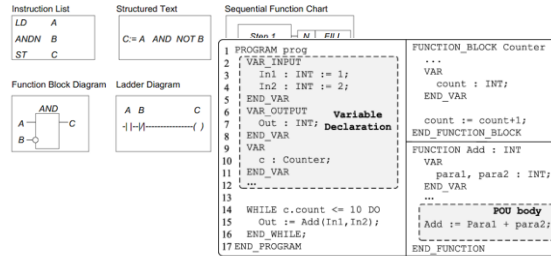 Instruction List
LD A
ANDN B
ST C
Structured Text
C:= A AND NOT B
Sequential Function Chart
Step 1 N FILL
Function Block Diagram
AND
A
B
C
Ladder Diagram
A B C
-| |--|/|----------------( )
1 PROGRAM prog
2 VAR_INPUT
3 In1 : INT := 1;
4 In2 : INT := 2;
5 END_VAR
6 VAR_OUTPUT
7 Out : INT;
8 END_VAR
9 VAR
10 c : Counter;
11 END_VAR
12 …
13
14 WHILE c.count <= 10 DO
15 Out := Add(In1,In2);
16 END_WHILE;
17 END_PROGRAM
Variable
Declaration
FUNCTION_BLOCK Counter
...
VAR
count : INT;
END_VAR
count := count+1;
END_FUNCTION_BLOCK
FUNCTION Add : INT
VAR
para1, para2 : INT;
END_VAR
…
POU body
Add := Para1 + para2;
END_FUNCTION